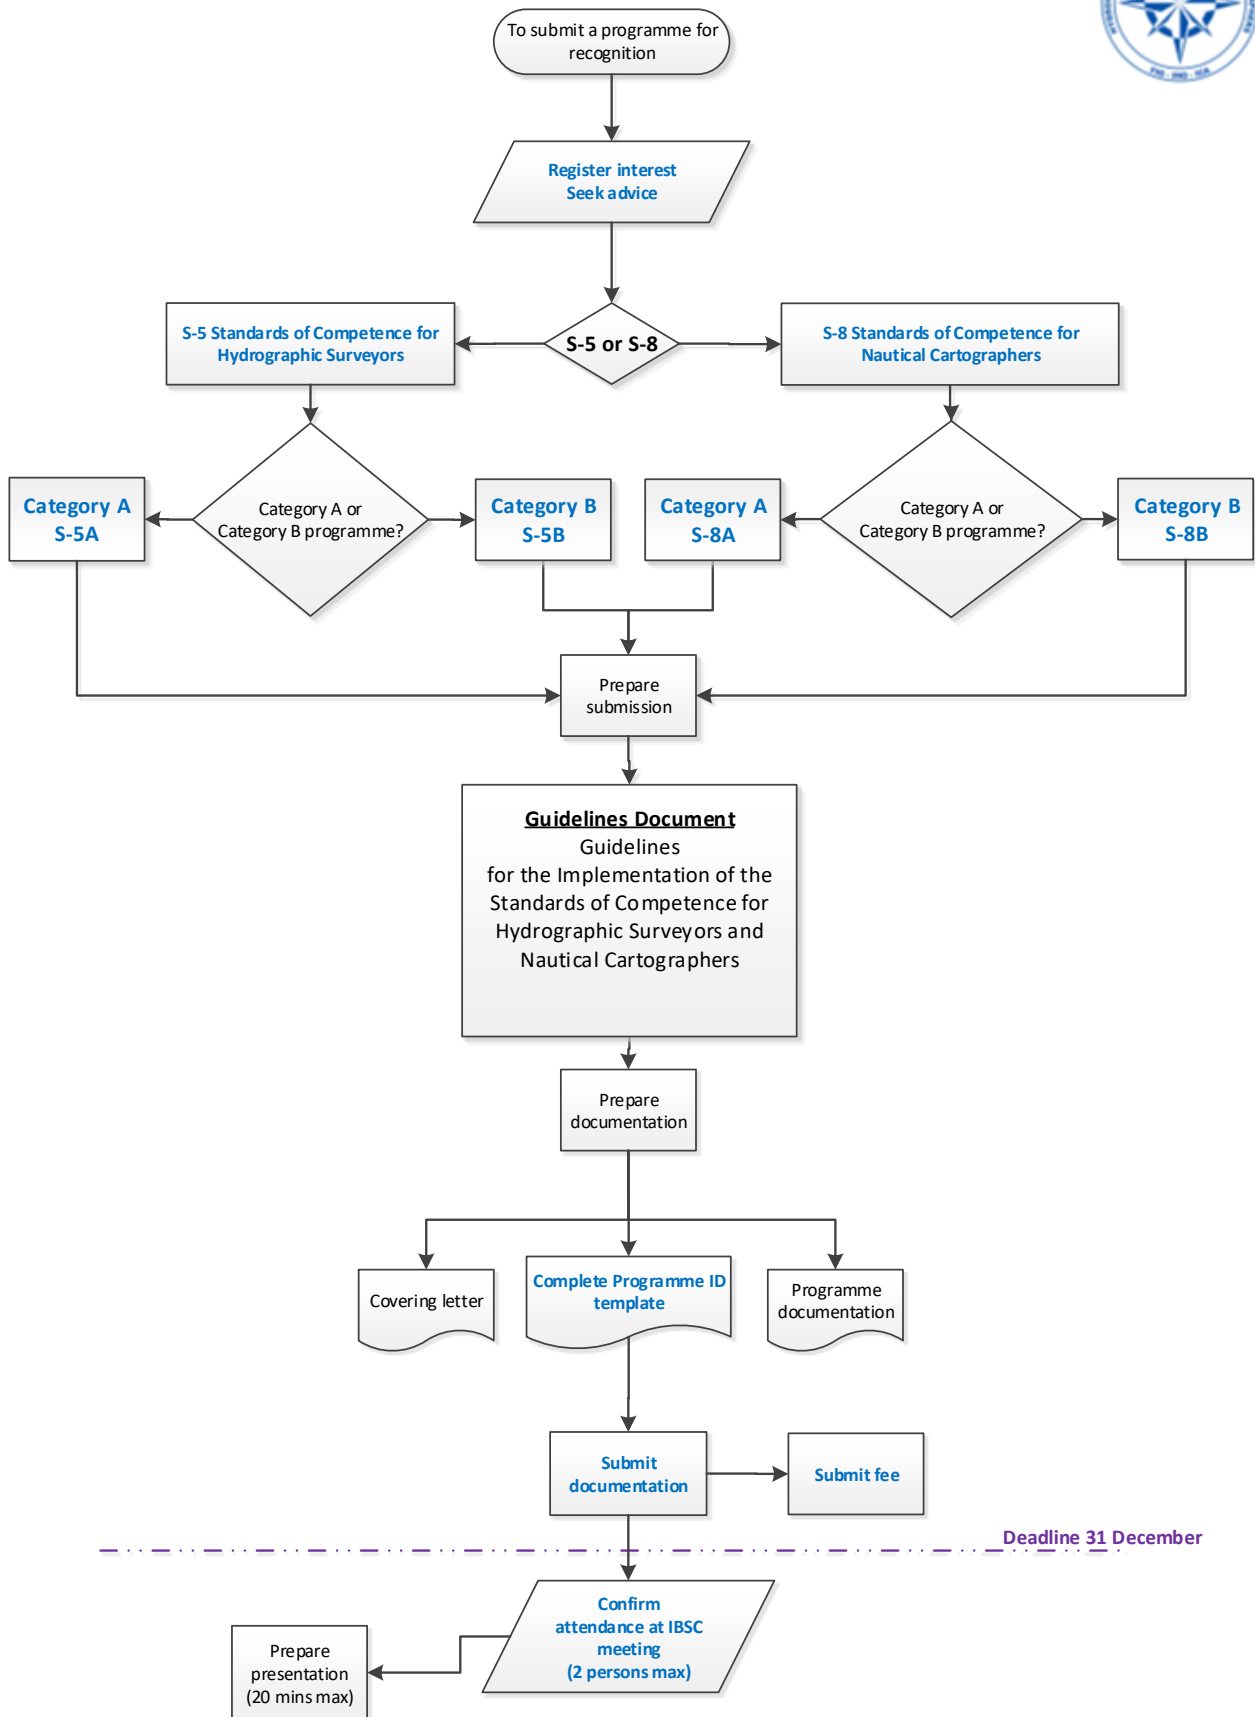 To submit a programme for
recognition
FIG - IHO - ICA
Register interest
Seek advice
S-5 Standards of Competence for
Hydrographic Surveyors
S-5 or S-8
S-8 Standards of Competence for
Nautical Cartographers
Category A
S-5A
Category A or
Category B programme?
Category B
S-5B
Category A
S-8A
Category A or
Category B programme?
Category B
S-8B
Prepare
submission
Guidelines Document
Guidelines
for the Implementation of the
Standards of Competence for
Hydrographic Surveyors and
Nautical Cartographers
Prepare
documentation
Covering letter
Complete Programme ID
template
Programme
documentation
Submit
documentation
Submit fee
Deadline 31 December
Confirm
attendance at IBSC
meeting
(2 persons max)
Prepare
presentation
(20 mins max)